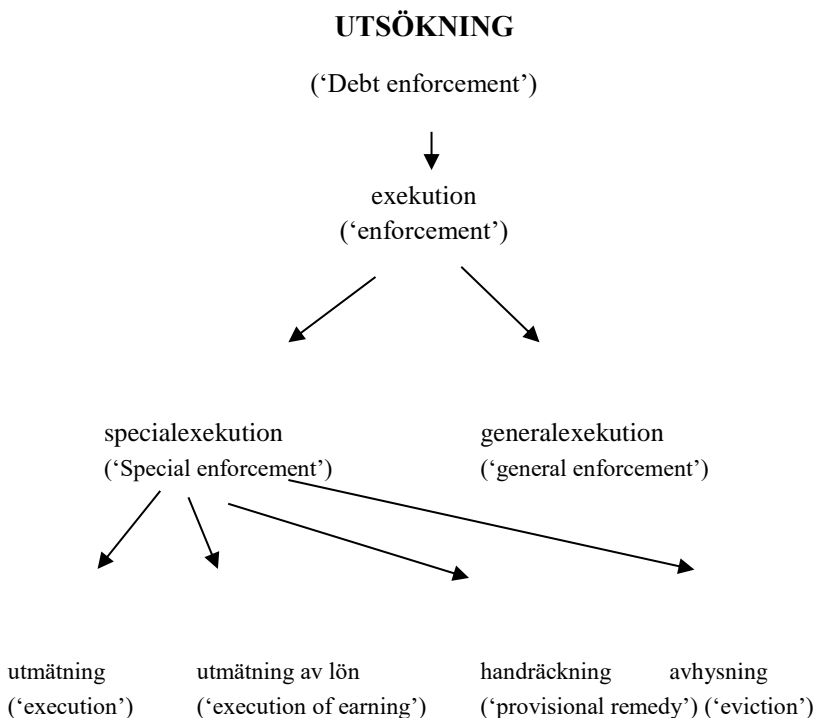 UTSÖKNING
(‘Debt enforcement’)
exekution
(‘enforcement’)
specialexekution generalexekution
(‘Special enforcement’) (‘general enforcement’)
utmätning utmätning av lön handräckning avhysning
(‘execution’) (‘execution of earning’) (‘provisional remedy’) (‘eviction’)